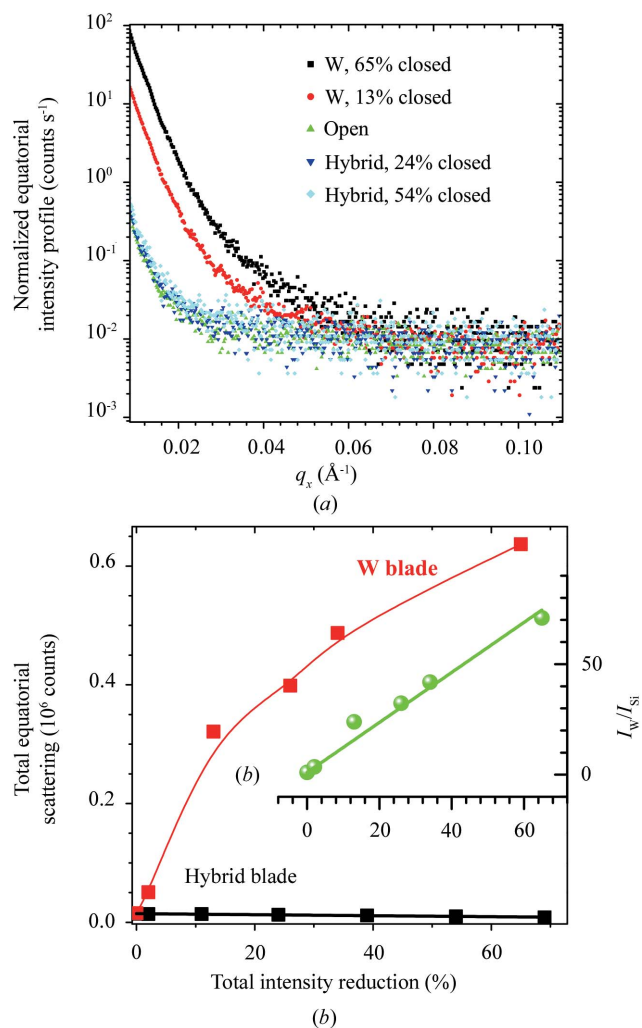 10²
10¹
10⁰
10⁻¹
10⁻²
10⁻³
Normalized equatorial
intensity profile (counts s⁻¹)
W, 65% closed
W, 13% closed
Open
Hybrid, 24% closed
Hybrid, 54% closed
0.02 0.04 0.06 0.08 0.10
qₓ (Å⁻¹)
(a)
0.6
0.4
0.2
0.0
Total equatorial
scattering (10⁶ counts)
W blade
50
0
I_W/I_Si
(b)
0 20 40 60
Hybrid blade
0 20 40 60
Total intensity reduction (%)
(b)